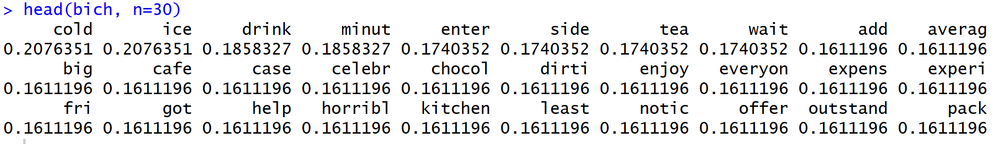 > head(bich, n=30)
cold ice drink minut enter side tea wait add averag
0.2076351 0.2076351 0.1858327 0.1858327 0.1740352 0.1740352 0.1740352 0.1740352 0.1611196 0.1611196
big cafe case celebr chocol dirti enjoy everyon expens experi
0.1611196 0.1611196 0.1611196 0.1611196 0.1611196 0.1611196 0.1611196 0.1611196 0.1611196 0.1611196
fri got help horribl kitchen least notic offer outstand pack
0.1611196 0.1611196 0.1611196 0.1611196 0.1611196 0.1611196 0.1611196 0.1611196 0.1611196 0.1611196